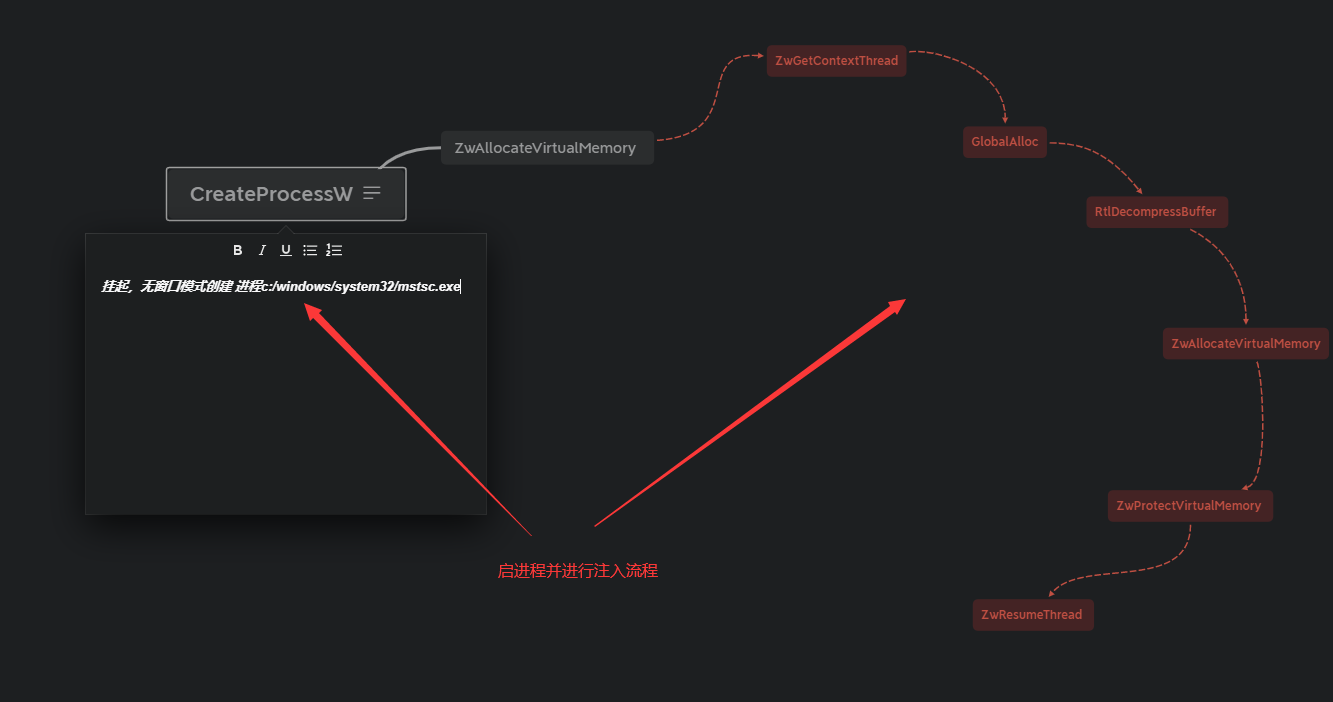 ZwGetContextThread
ZwAllocateVirtualMemory
GlobalAlloc
CreateProcessW
RtlDecompressBuffer
B I U
挂起，无窗口模式创建 进程c:/windows/system32/mstsc.exe
ZwAllocateVirtualMemory
ZwProtectVirtualMemory
启进程并进行注入流程
ZwResumeThread